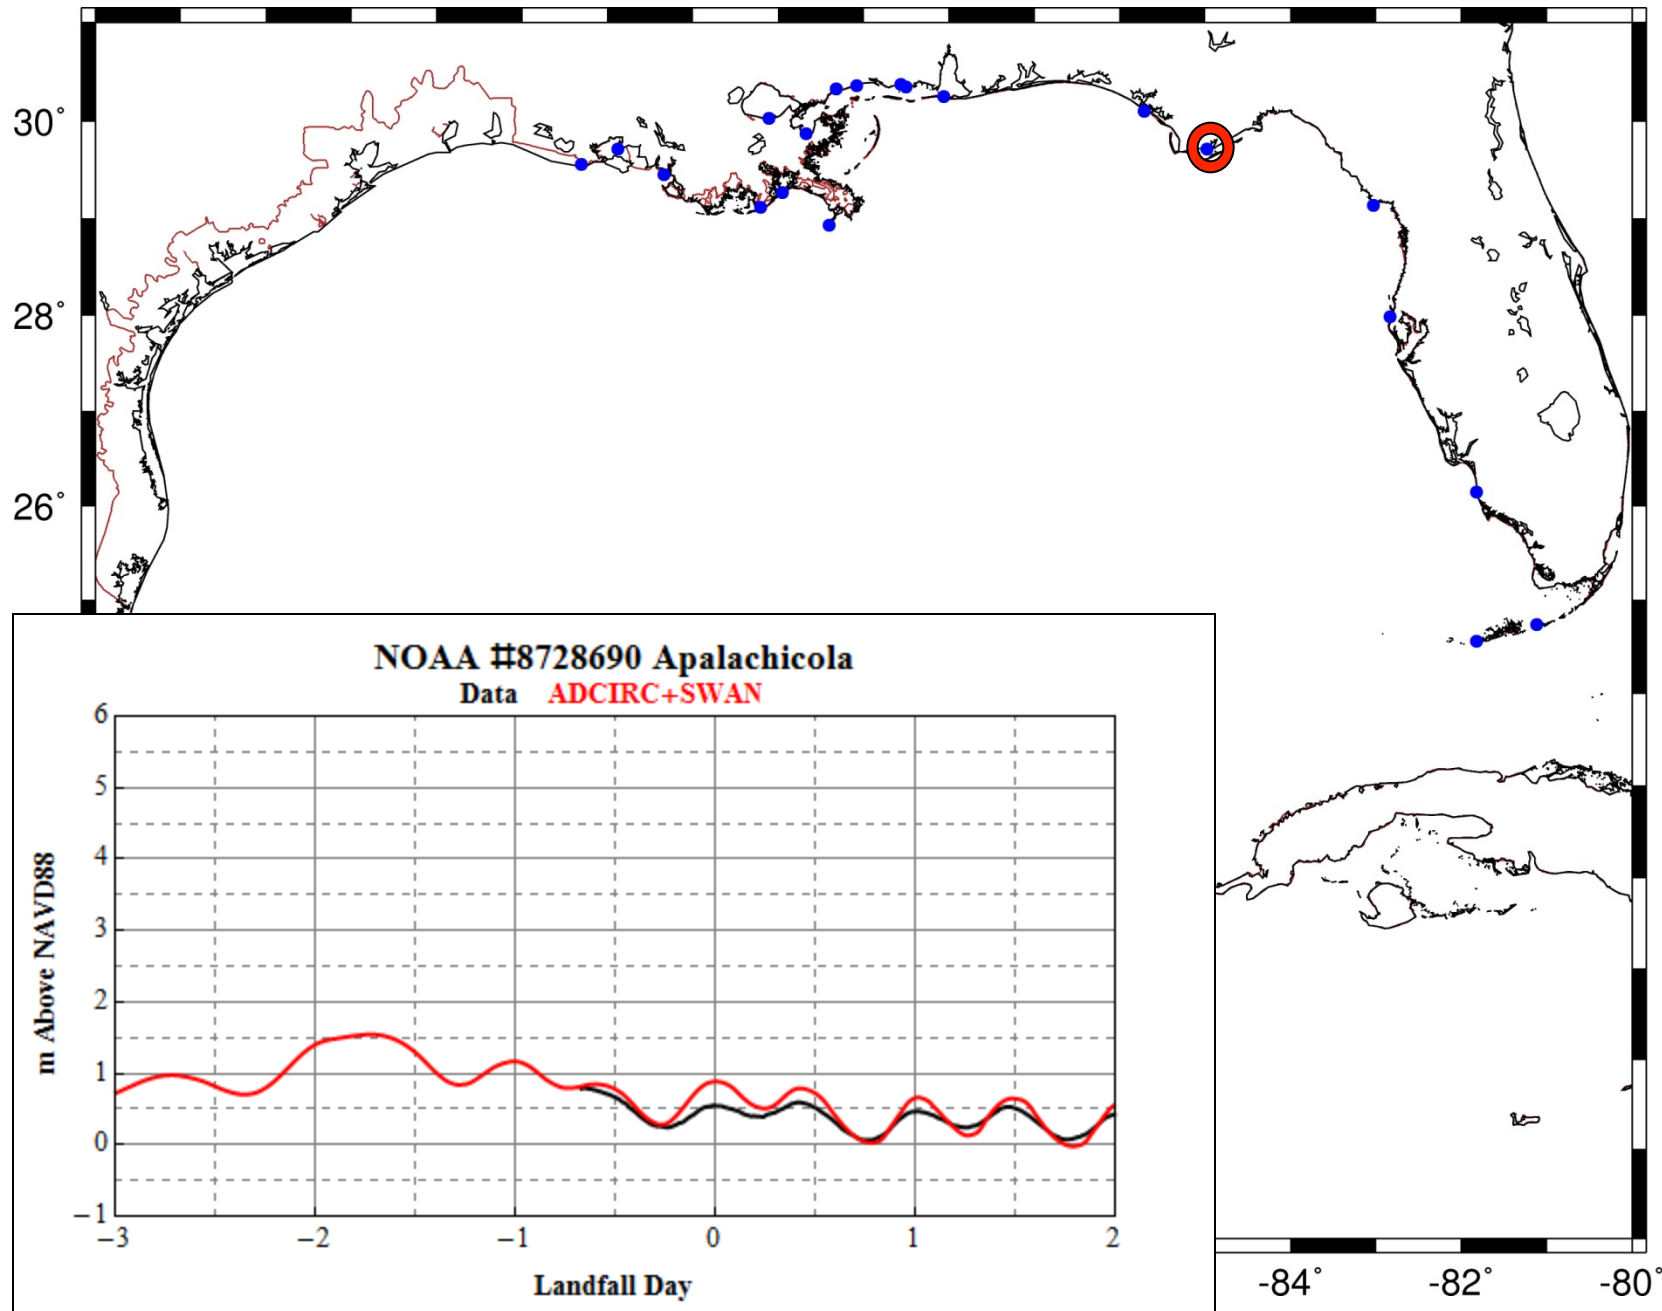 30°
28°
26°
NOAA #8728690 Apalachicola
Data ADCIRC+SWAN
6
5
4
3
2
1
0
−1
m Above NAVD88
−3 −2 −1 0 1 2
Landfall Day
-84° -82° -80°